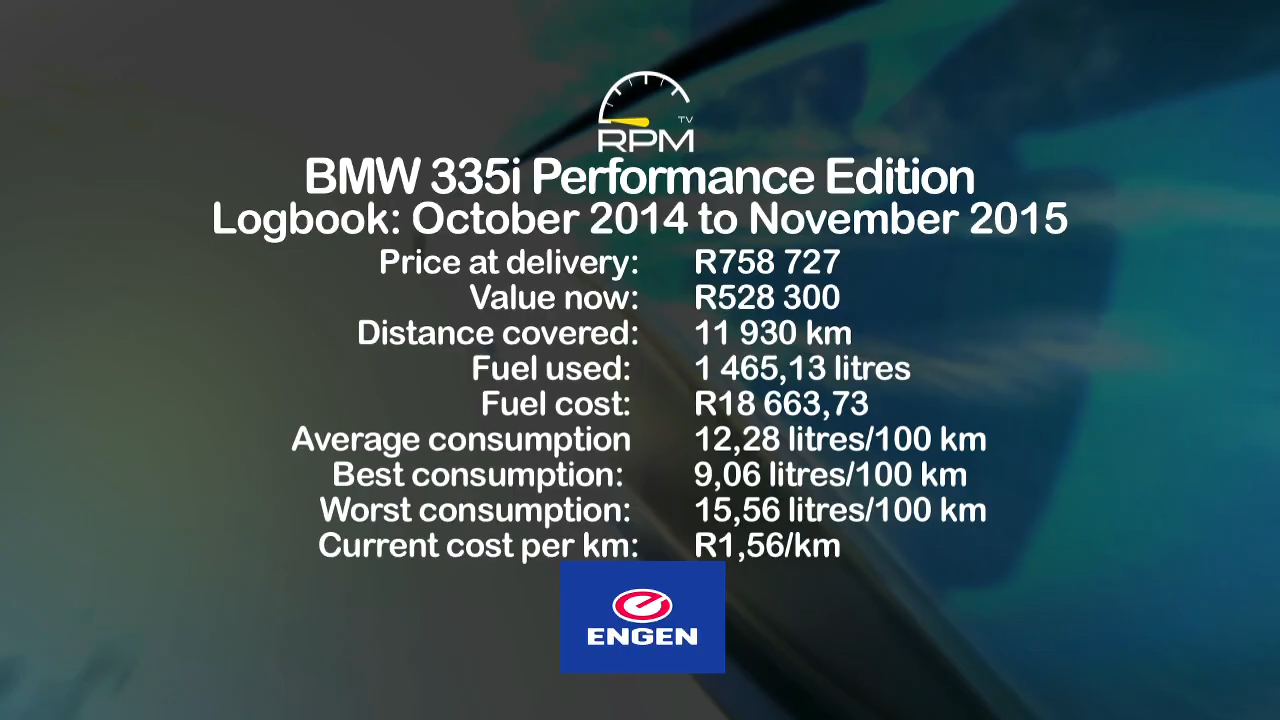 TV
RPM
BMW 335i Performance Edition
Logbook: October 2014 to November 2015
Price at delivery: R758 727
Value now: R528 300
Distance covered: 11 930 km
Fuel used: 1 465,13 litres
Fuel cost: R18 663,73
Average consumption 12,28 litres/100 km
Best consumption: 9,06 litres/100 km
Worst consumption: 15,56 litres/100 km
Current cost per km: R1,56/km
ENGEN